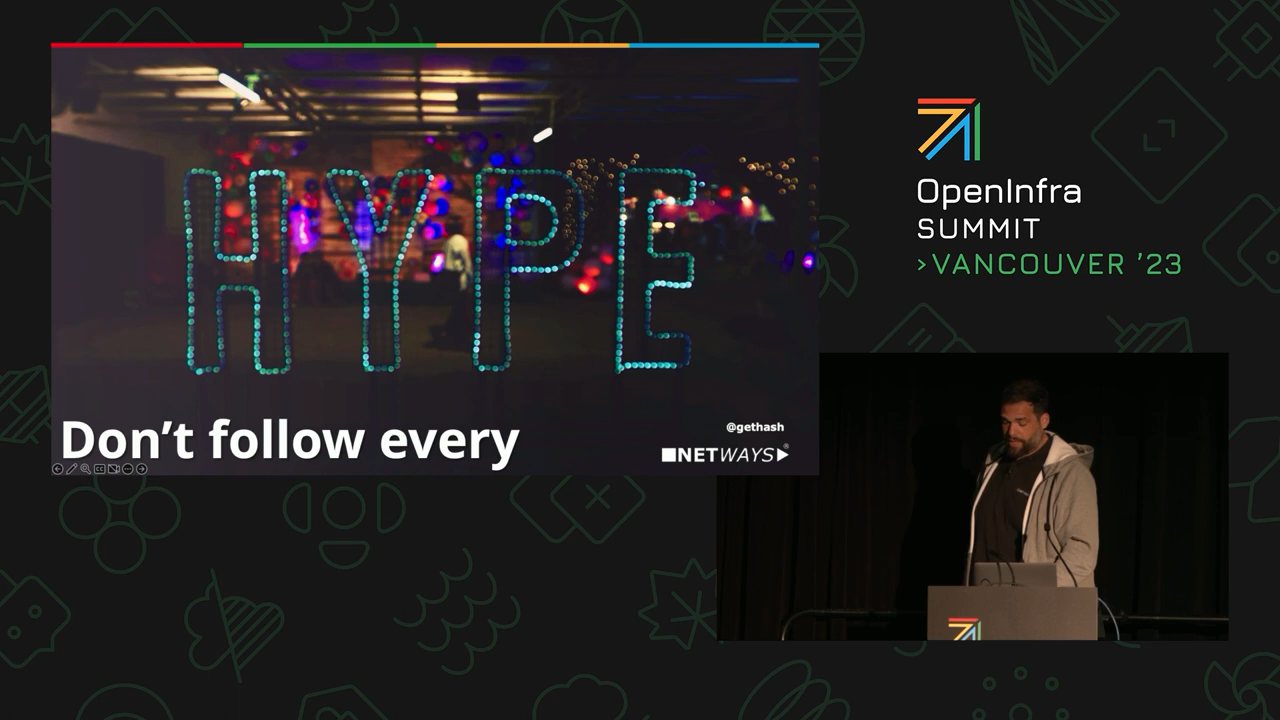 HYPE
Don't follow every
@gethash
NETWAYS®
OpenInfra
SUMMIT
>VANCOUVER '23